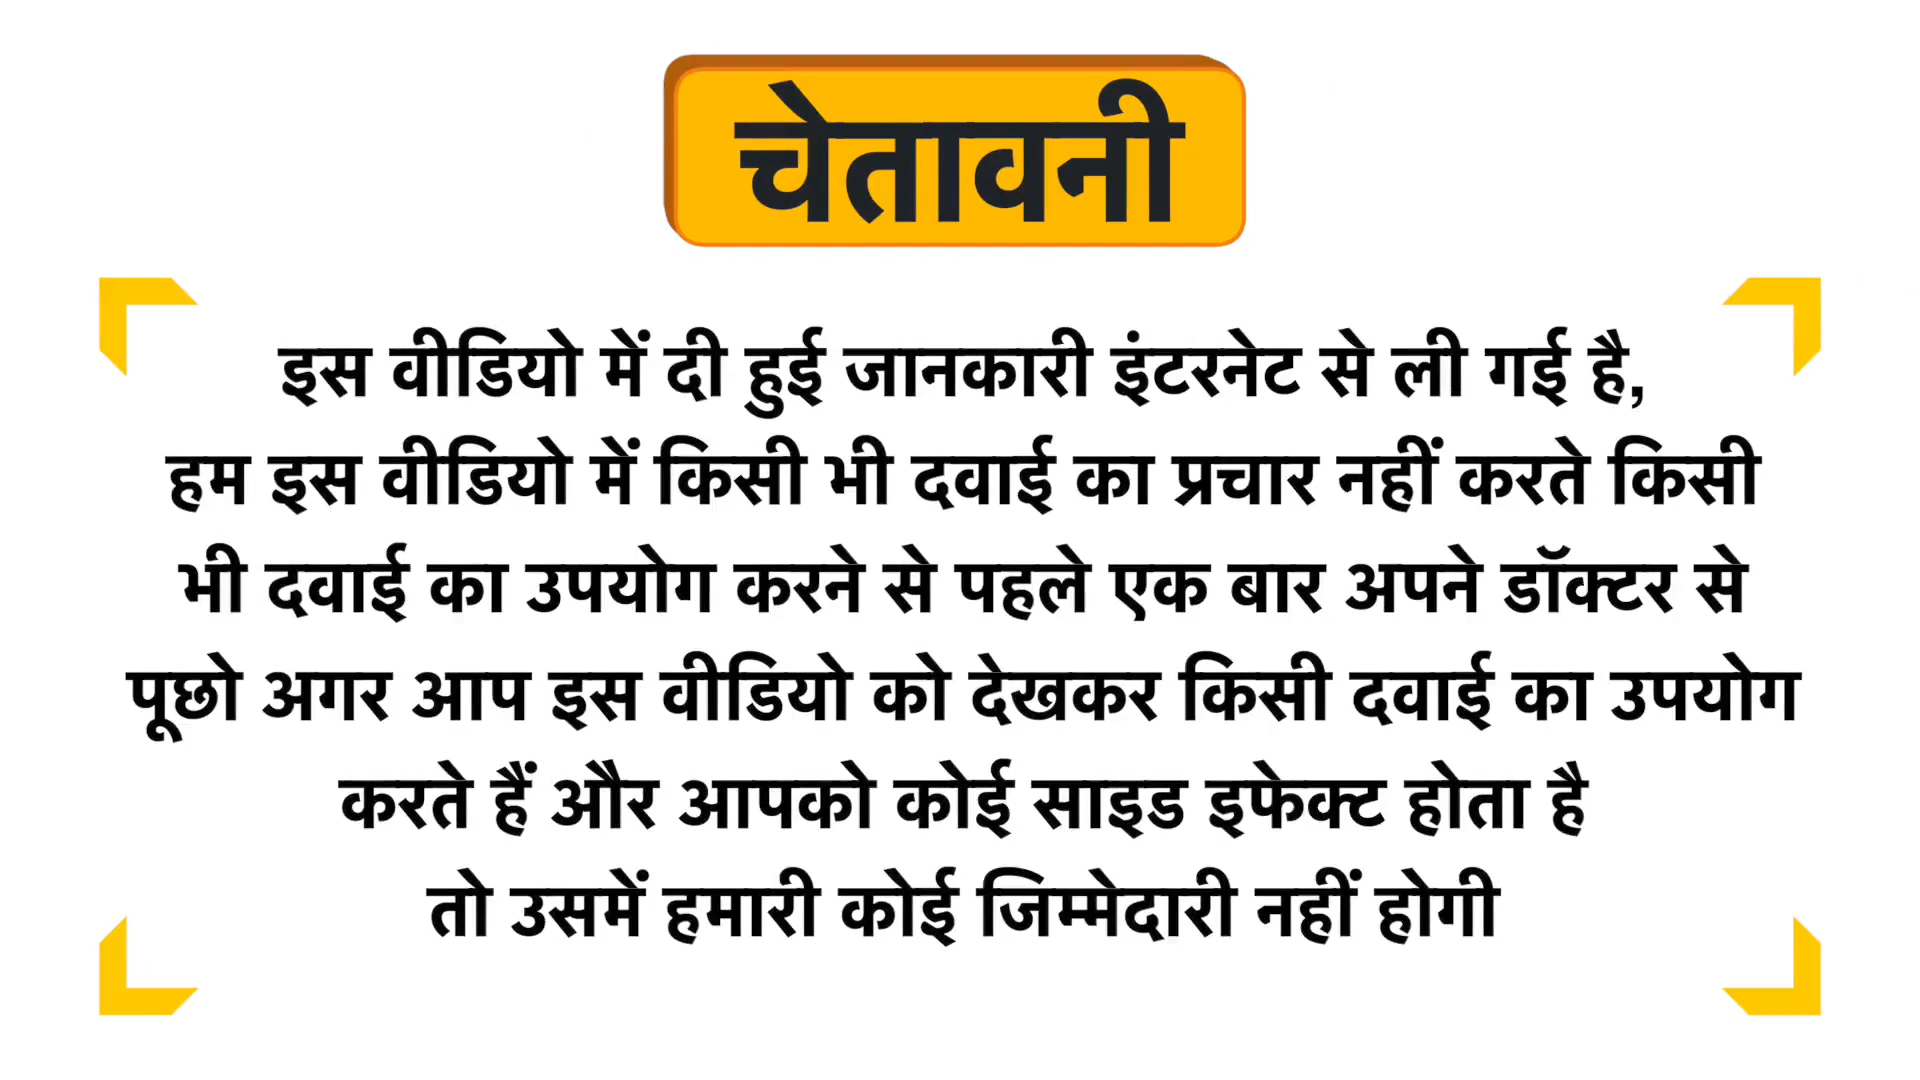 चेतावनी
इस वीडियो में दी हुई जानकारी इंटरनेट से ली गई है,
हम इस वीडियो में किसी भी दवाई का प्रचार नहीं करते किसी
भी दवाई का उपयोग करने से पहले एक बार अपने डॉक्टर से
पूछो अगर आप इस वीडियो को देखकर किसी दवाई का उपयोग
करते हैं और आपको कोई साइड इफेक्ट होता है
तो उसमें हमारी कोई जिम्मेदारी नहीं होगी